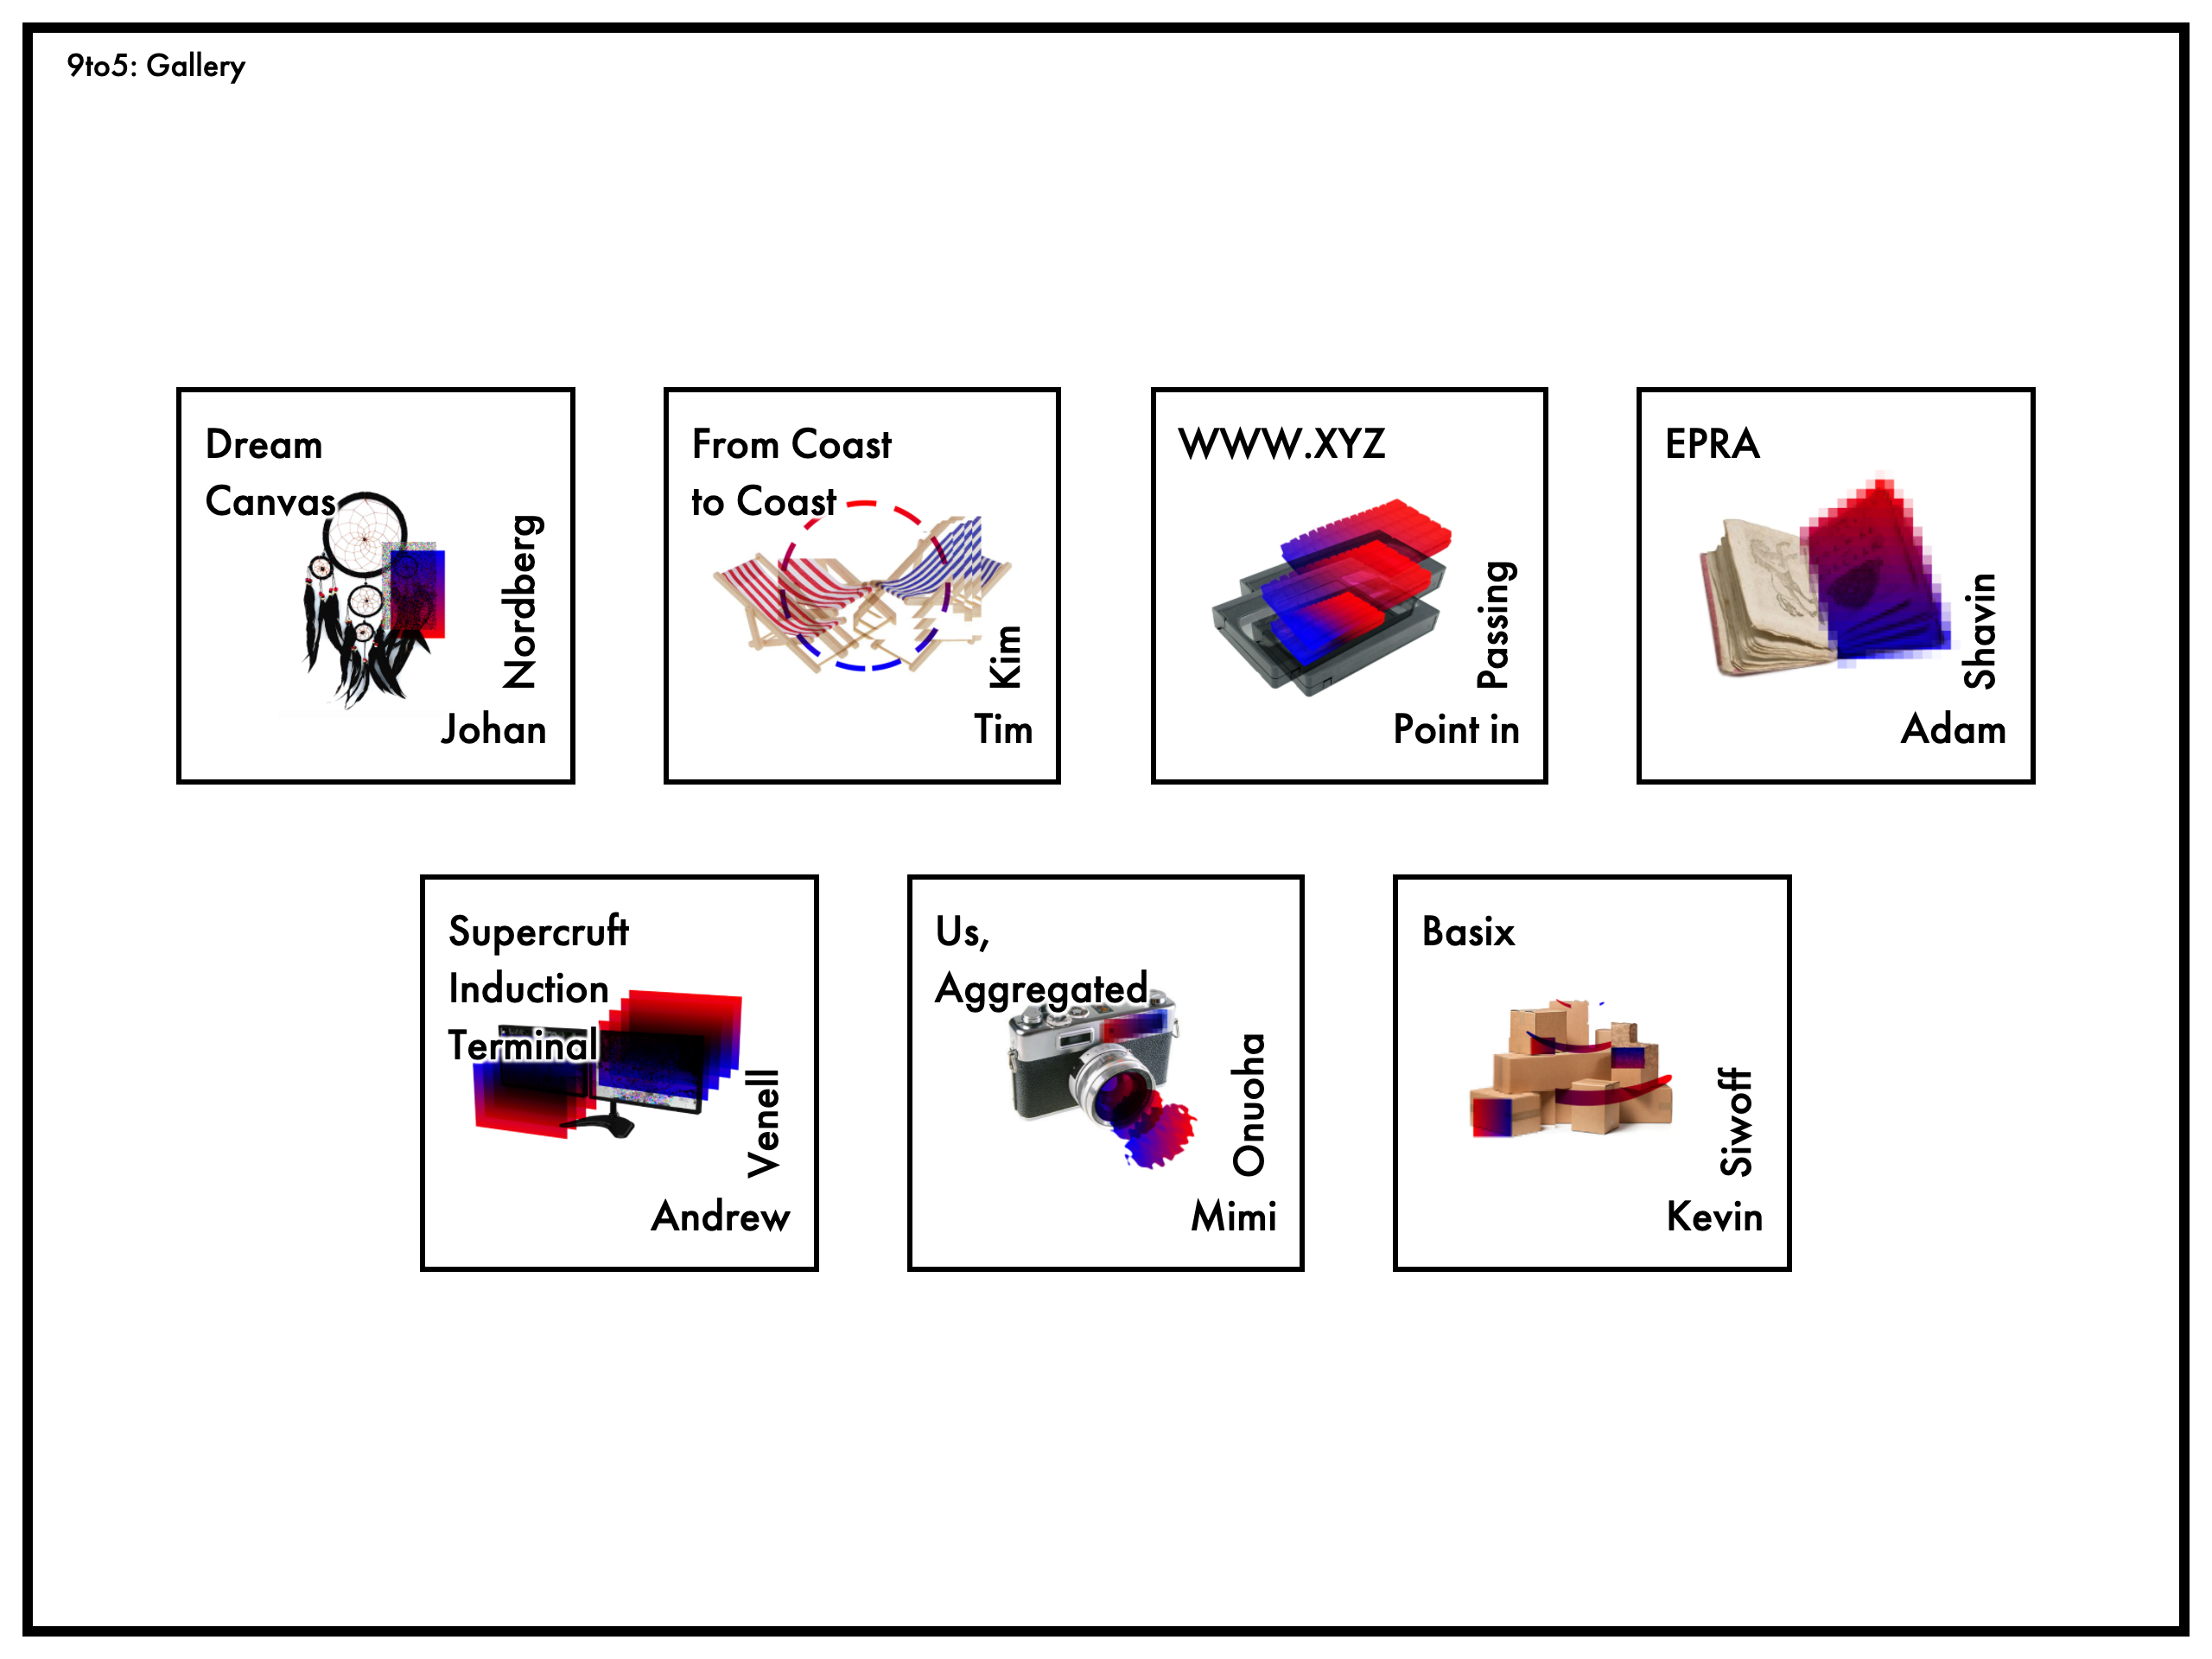 9to5: Gallery
Dream
Canvas
Nordberg
Johan
From Coast
to Coast
Kim
Tim
WWW.XYZ
Passing
Point in
EPRA
Shavin
Adam
Supercruft
Induction
Terminal
Venell
Andrew
Us,
Aggregated
Onuoha
Mimi
Basix
Siwoff
Kevin